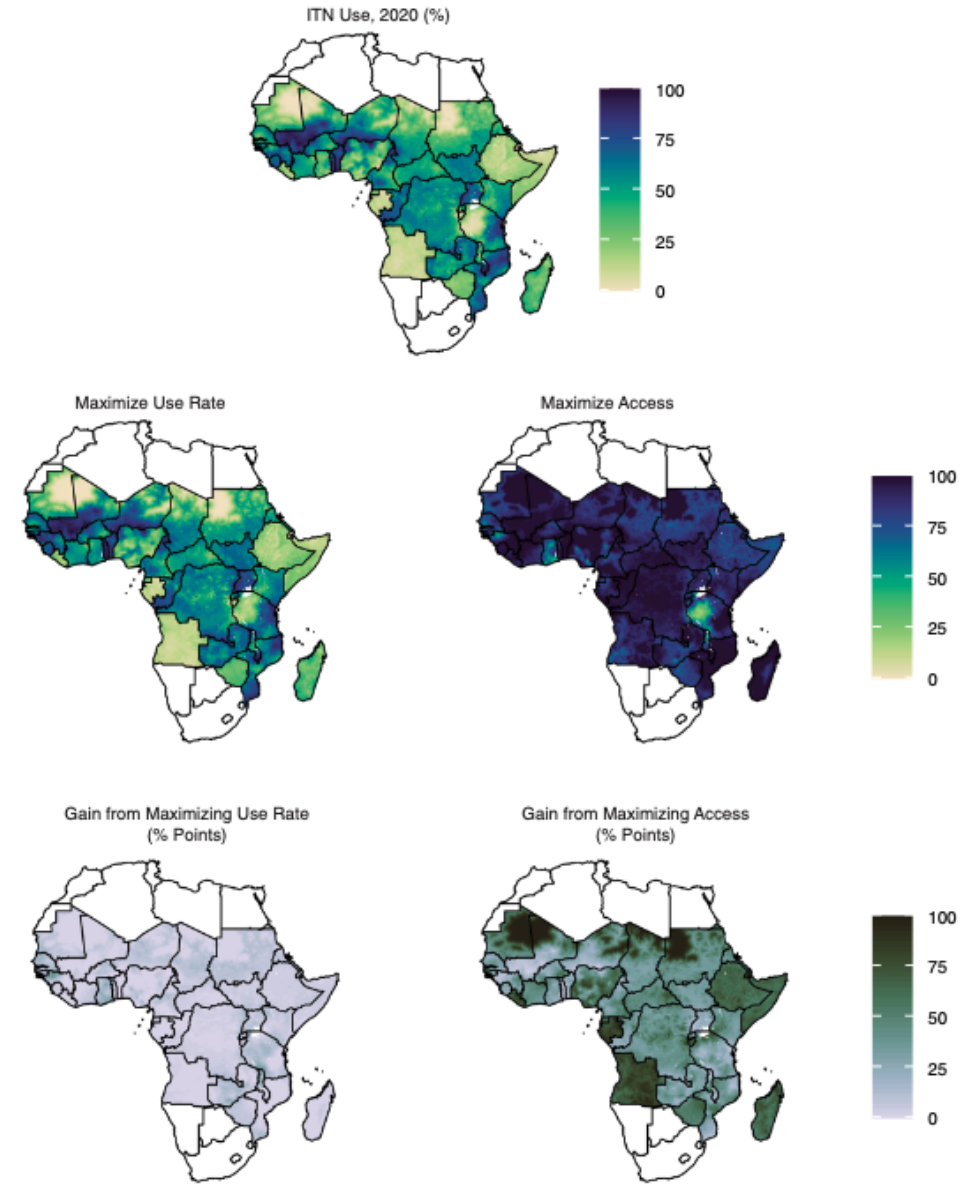 ITN Use, 2020 (%)
100
75
50
25
0
Maximize Use Rate
Maximize Access
100
75
50
25
0
Gain from Maximizing Use Rate
(% Points)
Gain from Maximizing Access
(% Points)
100
75
50
25
0